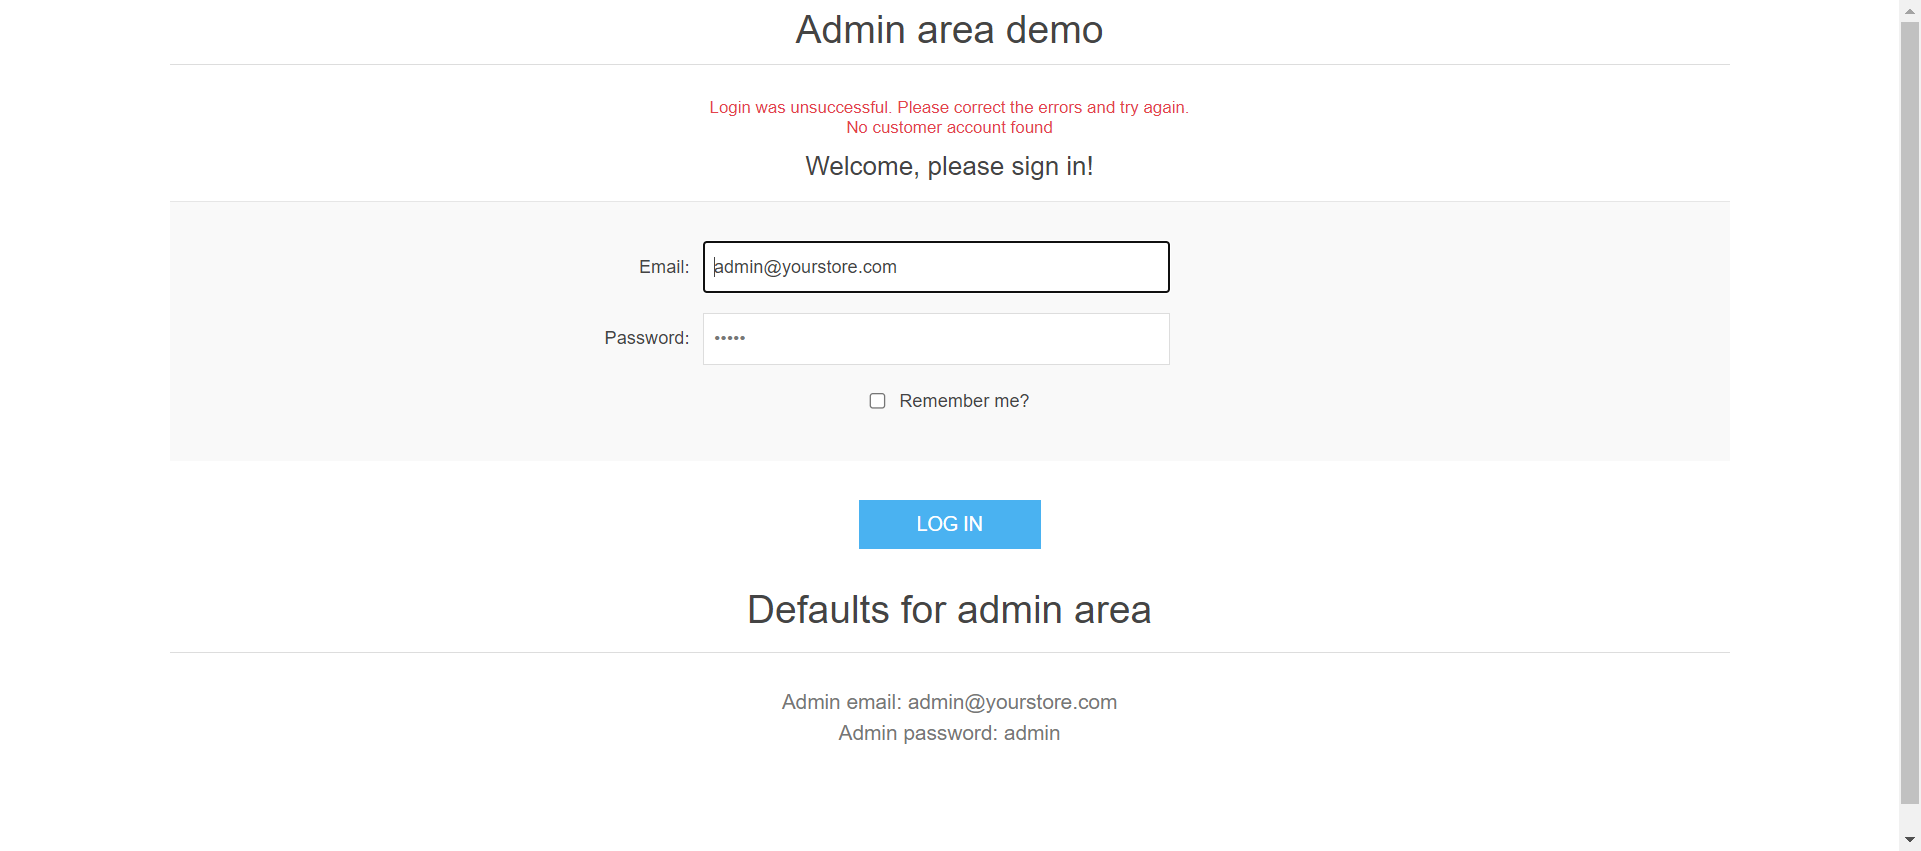 Admin area demo
Login was unsuccessful. Please correct the errors and try again.
No customer account found
Welcome, please sign in!
Email: admin@yourstore.com
Password: •••••
Remember me?
LOG IN
Defaults for admin area
Admin email: admin@yourstore.com
Admin password: admin